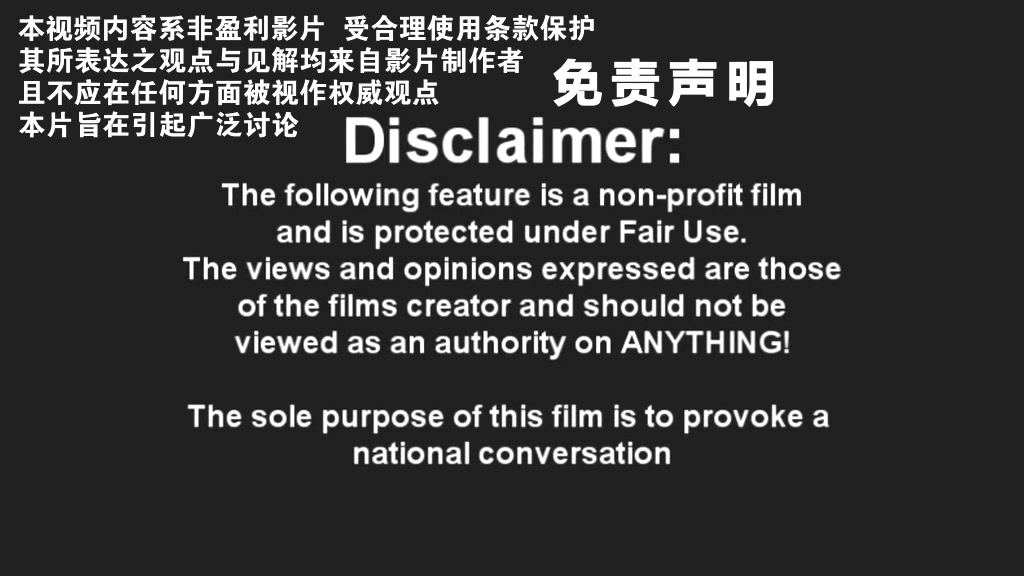 本视频内容系非盈利影片 受合理使用条款保护
其所表达之观点与见解均来自影片制作者
且不应在任何方面被视作权威观点
本片旨在引起广泛讨论
免责声明
Disclaimer:
The following feature is a non-profit film
and is protected under Fair Use.
The views and opinions expressed are those
of the films creator and should not be
viewed as an authority on ANYTHING!
The sole purpose of this film is to provoke a
national conversation